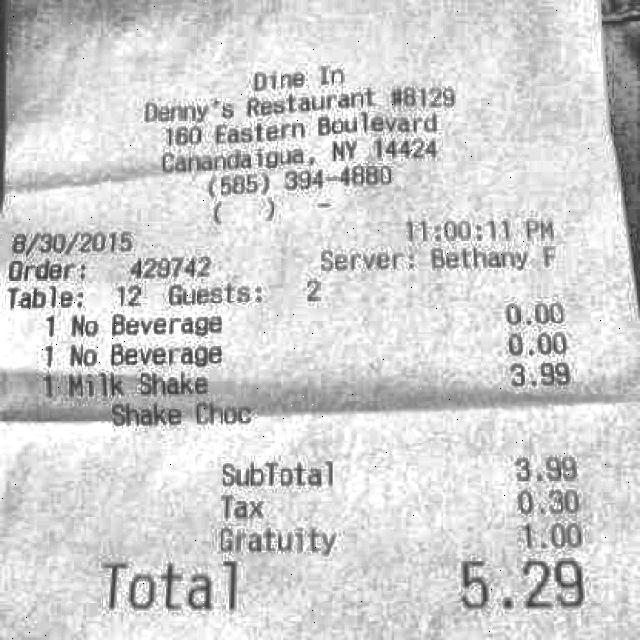 Dine In
Denny's Restaurant #8129
160 Eastern Boulevard
Canandaigua, NY 14424
(585) 394-4880
( ) -
8/30/2015 11:00:11 PM
Order: 429742 Server: Bethany F
Table: 12 Guests: 2
1 No Beverage 0.00
1 No Beverage 0.00
1 Milk Shake 3.99
Shake Choc
SubTotal 3.99
Tax 0.30
Gratuity 1.00
Total 5.29